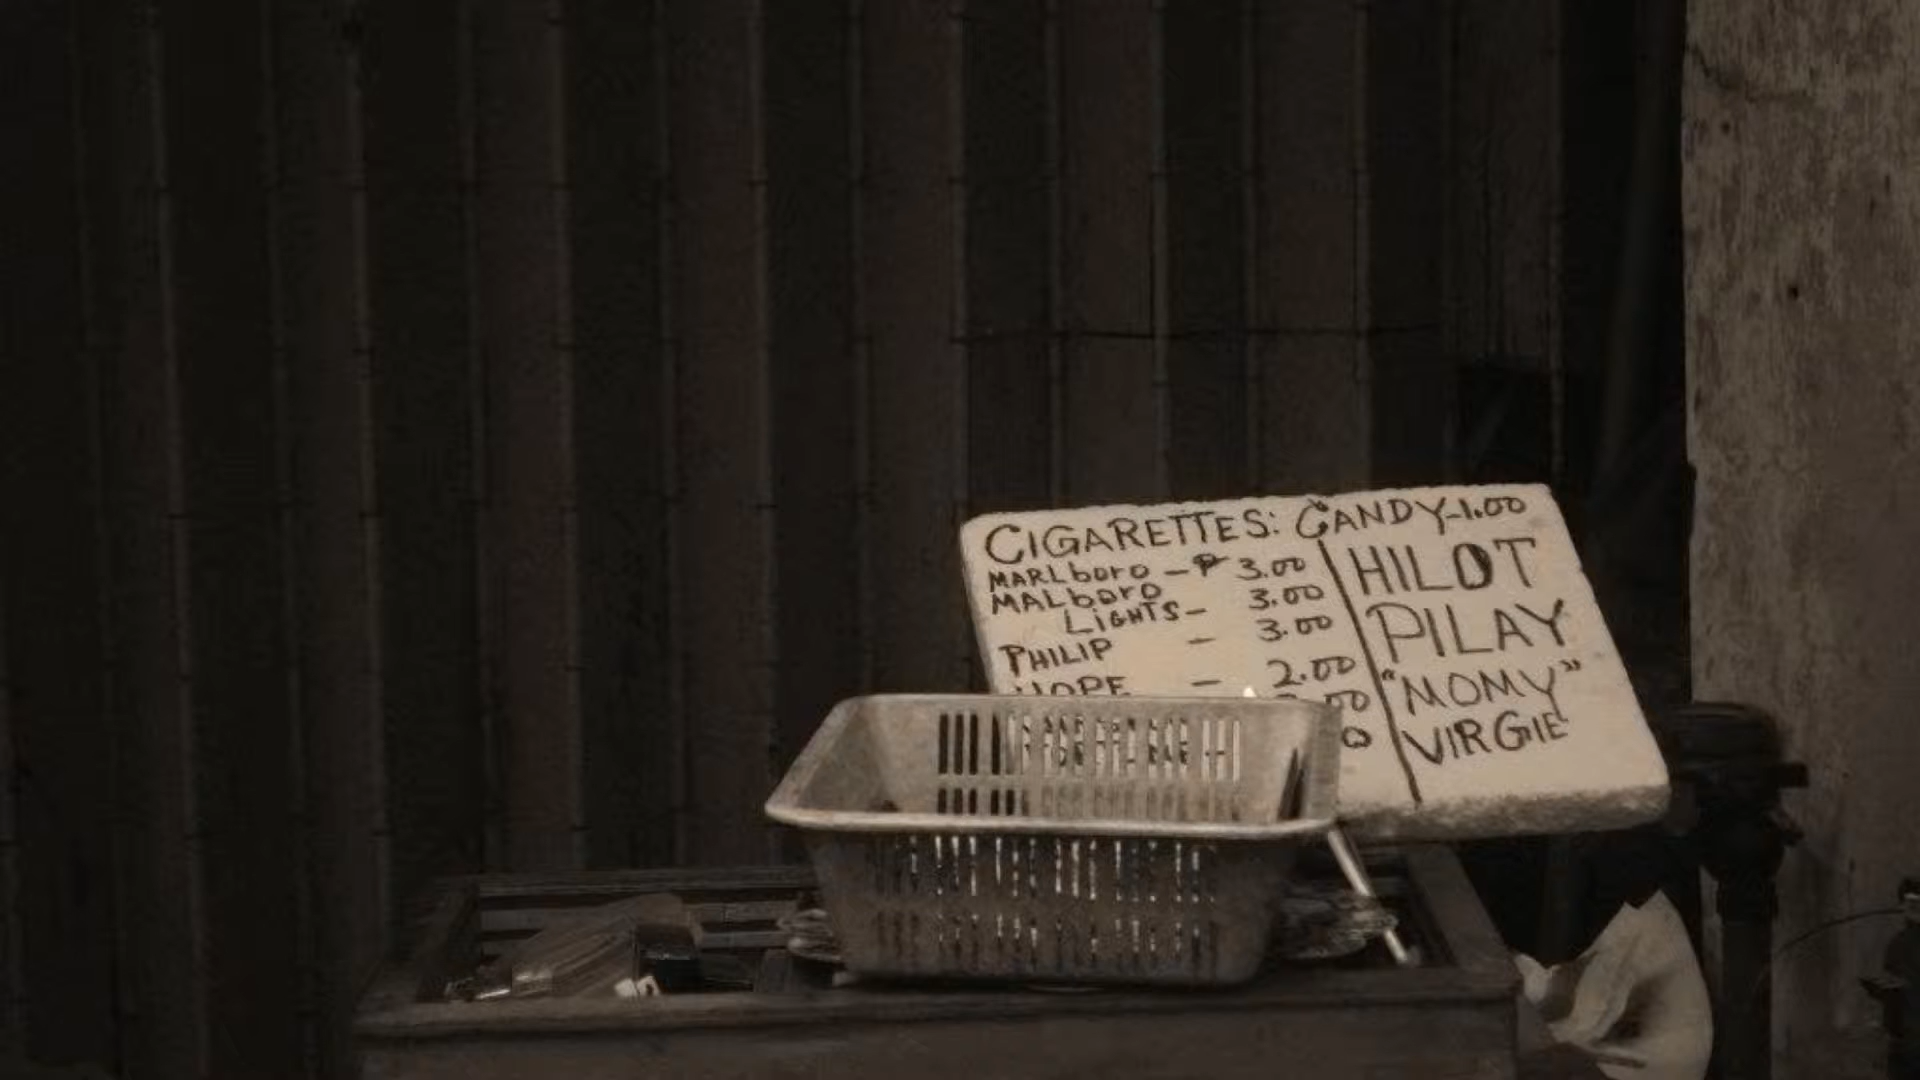 CIGARETTES: CANDY-1.00
MARLboro - ₱ 3.00
MALboro 3.00
LIGHTS-
PHILIP - 3.00
HOPE - 2.00
HILOT
PILAY
"MOMY"
VIRGIE